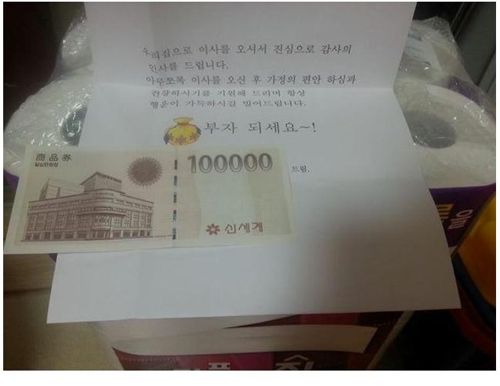 우리집으로 이사를 오셔서 진심으로 감사의
인사를 드립니다.
아무쪼록 이사를 오신 후 가정의 편안 하심과
건강하시기를 기원해 드리며 항상
행운이 가득하시길 빌어드립니다.
부자 되세요~!
드림.
商品券
100000
신세계
을